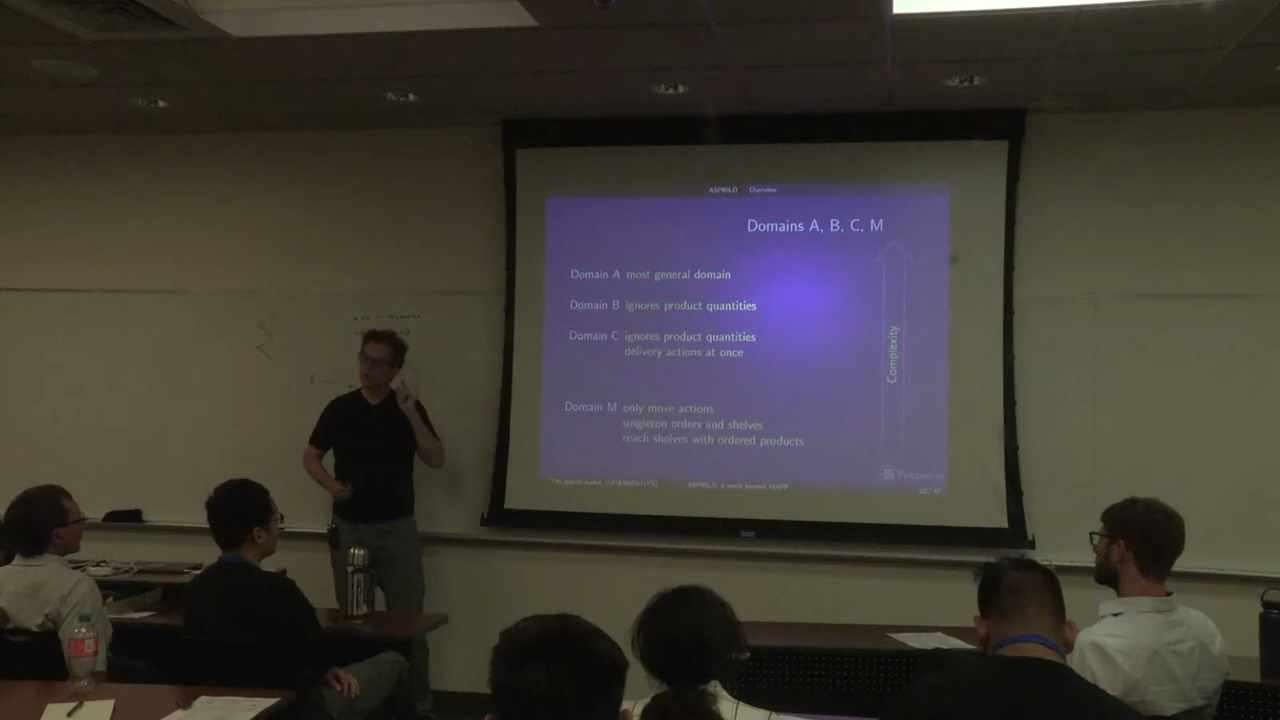 ASPRILO Overview
Domains A, B, C, M
Domain A most general domain
Domain B ignores product quantities
Domain C ignores product quantities
delivery actions at once
Domain M only move actions
singleton orders and shelves
reach shelves with ordered products
Complexity